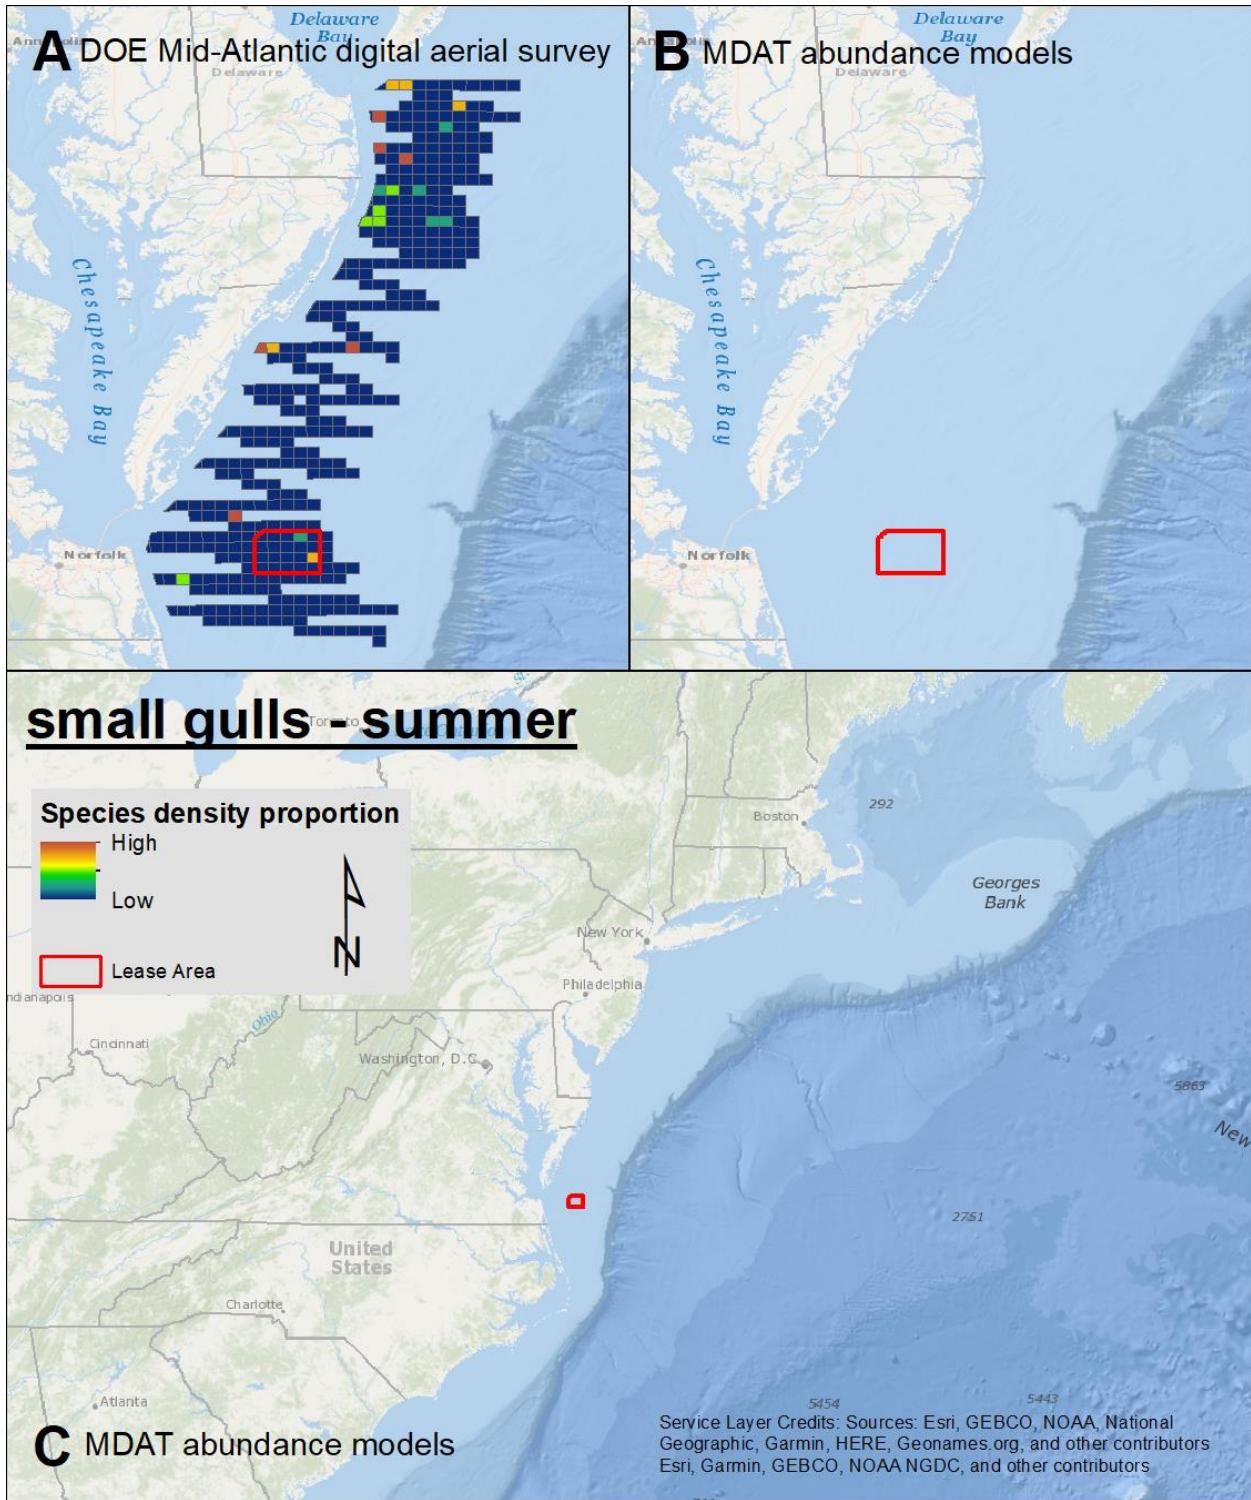 Delaware
Bay
A DOE Mid-Atlantic digital aerial survey
Delaware
Chesapeake Bay
Norfolk
Delaware
Bay
B MDAT abundance models
Delaware
Chesapeake Bay
Norfolk
small gulls - summer
Toronto
Species density proportion
High
Low
Lease Area
N
292
Boston
Georges
Bank
New York
Philadelphia
ndianapolis
Ohio
Cincinnati
Washington, D.C.
5863
New
2751
United
States
Charlotte
Atlanta
5454
5443
C MDAT abundance models
Service Layer Credits: Sources: Esri, GEBCO, NOAA, National
Geographic, Garmin, HERE, Geonames.org, and other contributors
Esri, Garmin, GEBCO, NOAA NGDC, and other contributors